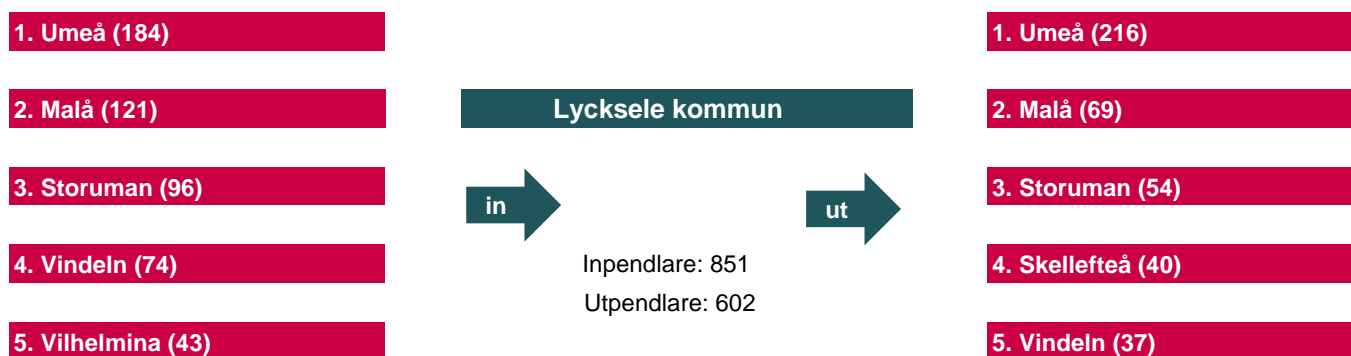 1. Umeå (184)
2. Malå (121)
3. Storuman (96)
4. Vindeln (74)
5. Vilhelmina (43)
Lycksele kommun
in
ut
Inpendlare: 851
Utpendlare: 602
1. Umeå (216)
2. Malå (69)
3. Storuman (54)
4. Skellefteå (40)
5. Vindeln (37)